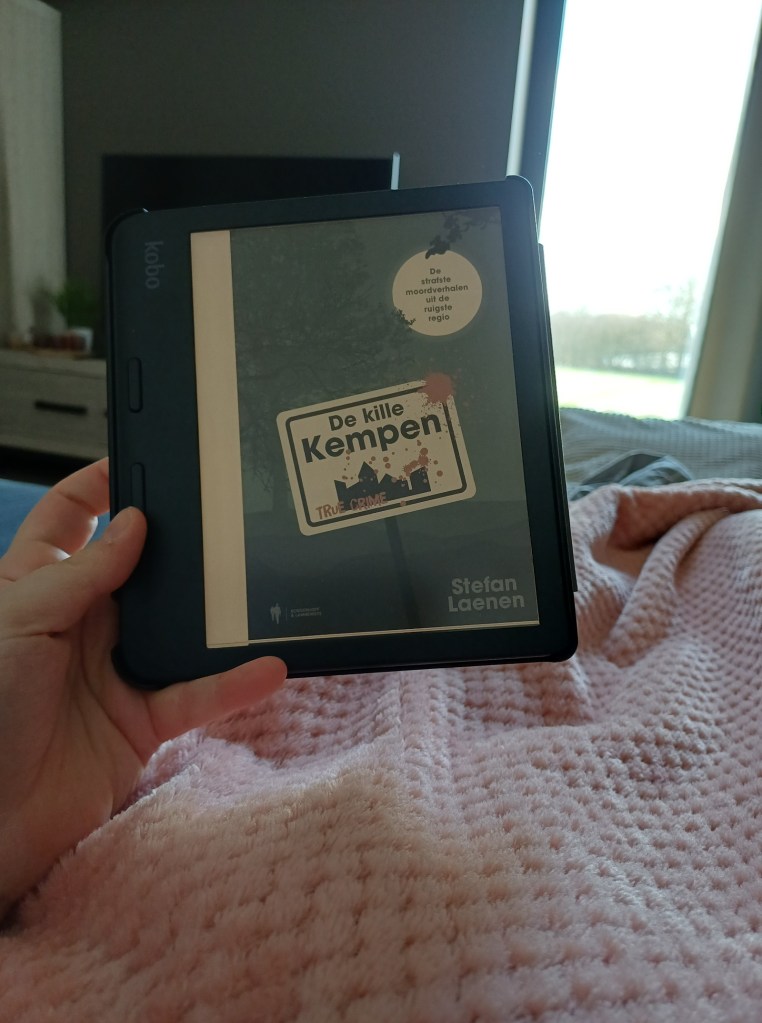 kobo
De
strafste
moordverhalen
uit de
ruigste
regio
De kille
Kempen
TRUE CRIME
Stefan
Laenen